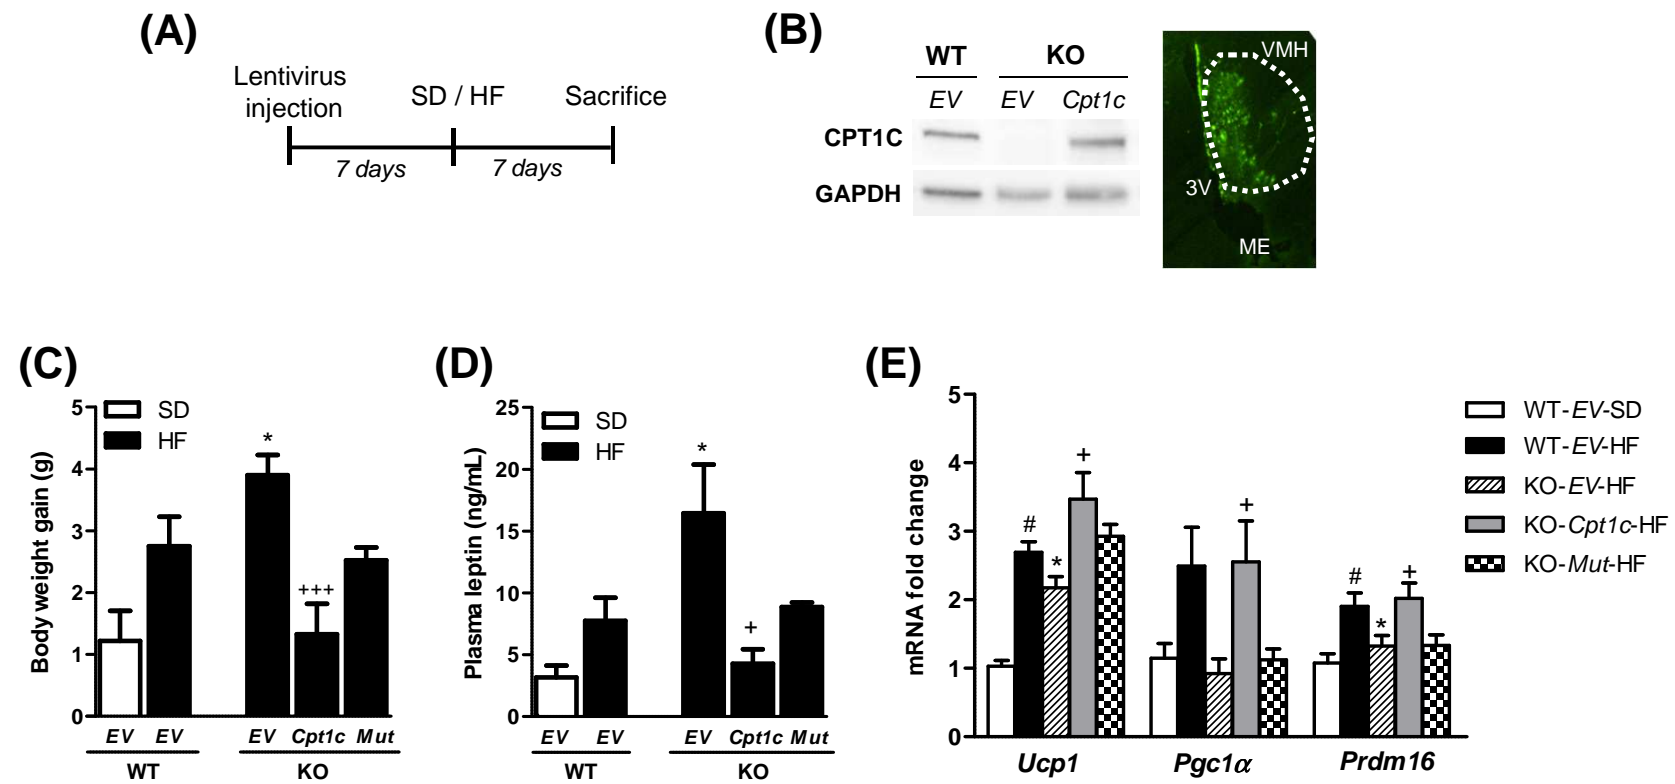 (A)
Lentivirus
injection
SD / HF
Sacrifice
7 days
7 days
(B)
WT
KO
EV
EV
Cpt1c
CPT1C
GAPDH
VMH
3V
ME
(C)
SD
HF
Body weight gain (g)
5
4
3
2
1
0
*
+++
EV
EV
EV
Cpt1c
Mut
WT
KO
(D)
SD
HF
Plasma leptin (ng/mL)
25
20
15
10
5
0
*
+
EV
EV
EV
Cpt1c
Mut
WT
KO
(E)
mRNA fold change
5
4
3
2
1
0
#
*
+
+
#
*
+
Ucp1
Pgc1α
Prdm16
WT-EV-SD
WT-EV-HF
KO-EV-HF
KO-Cpt1c-HF
KO-Mut-HF